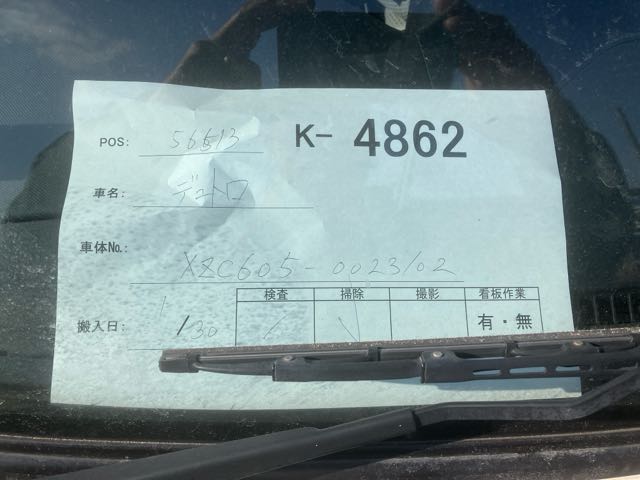 POS: 56513 K- 4862
車名: デュトロ
車体No.: XZC605-0023102
検査 掃除 撮影 看板作業
搬入日: 1/30 有・無